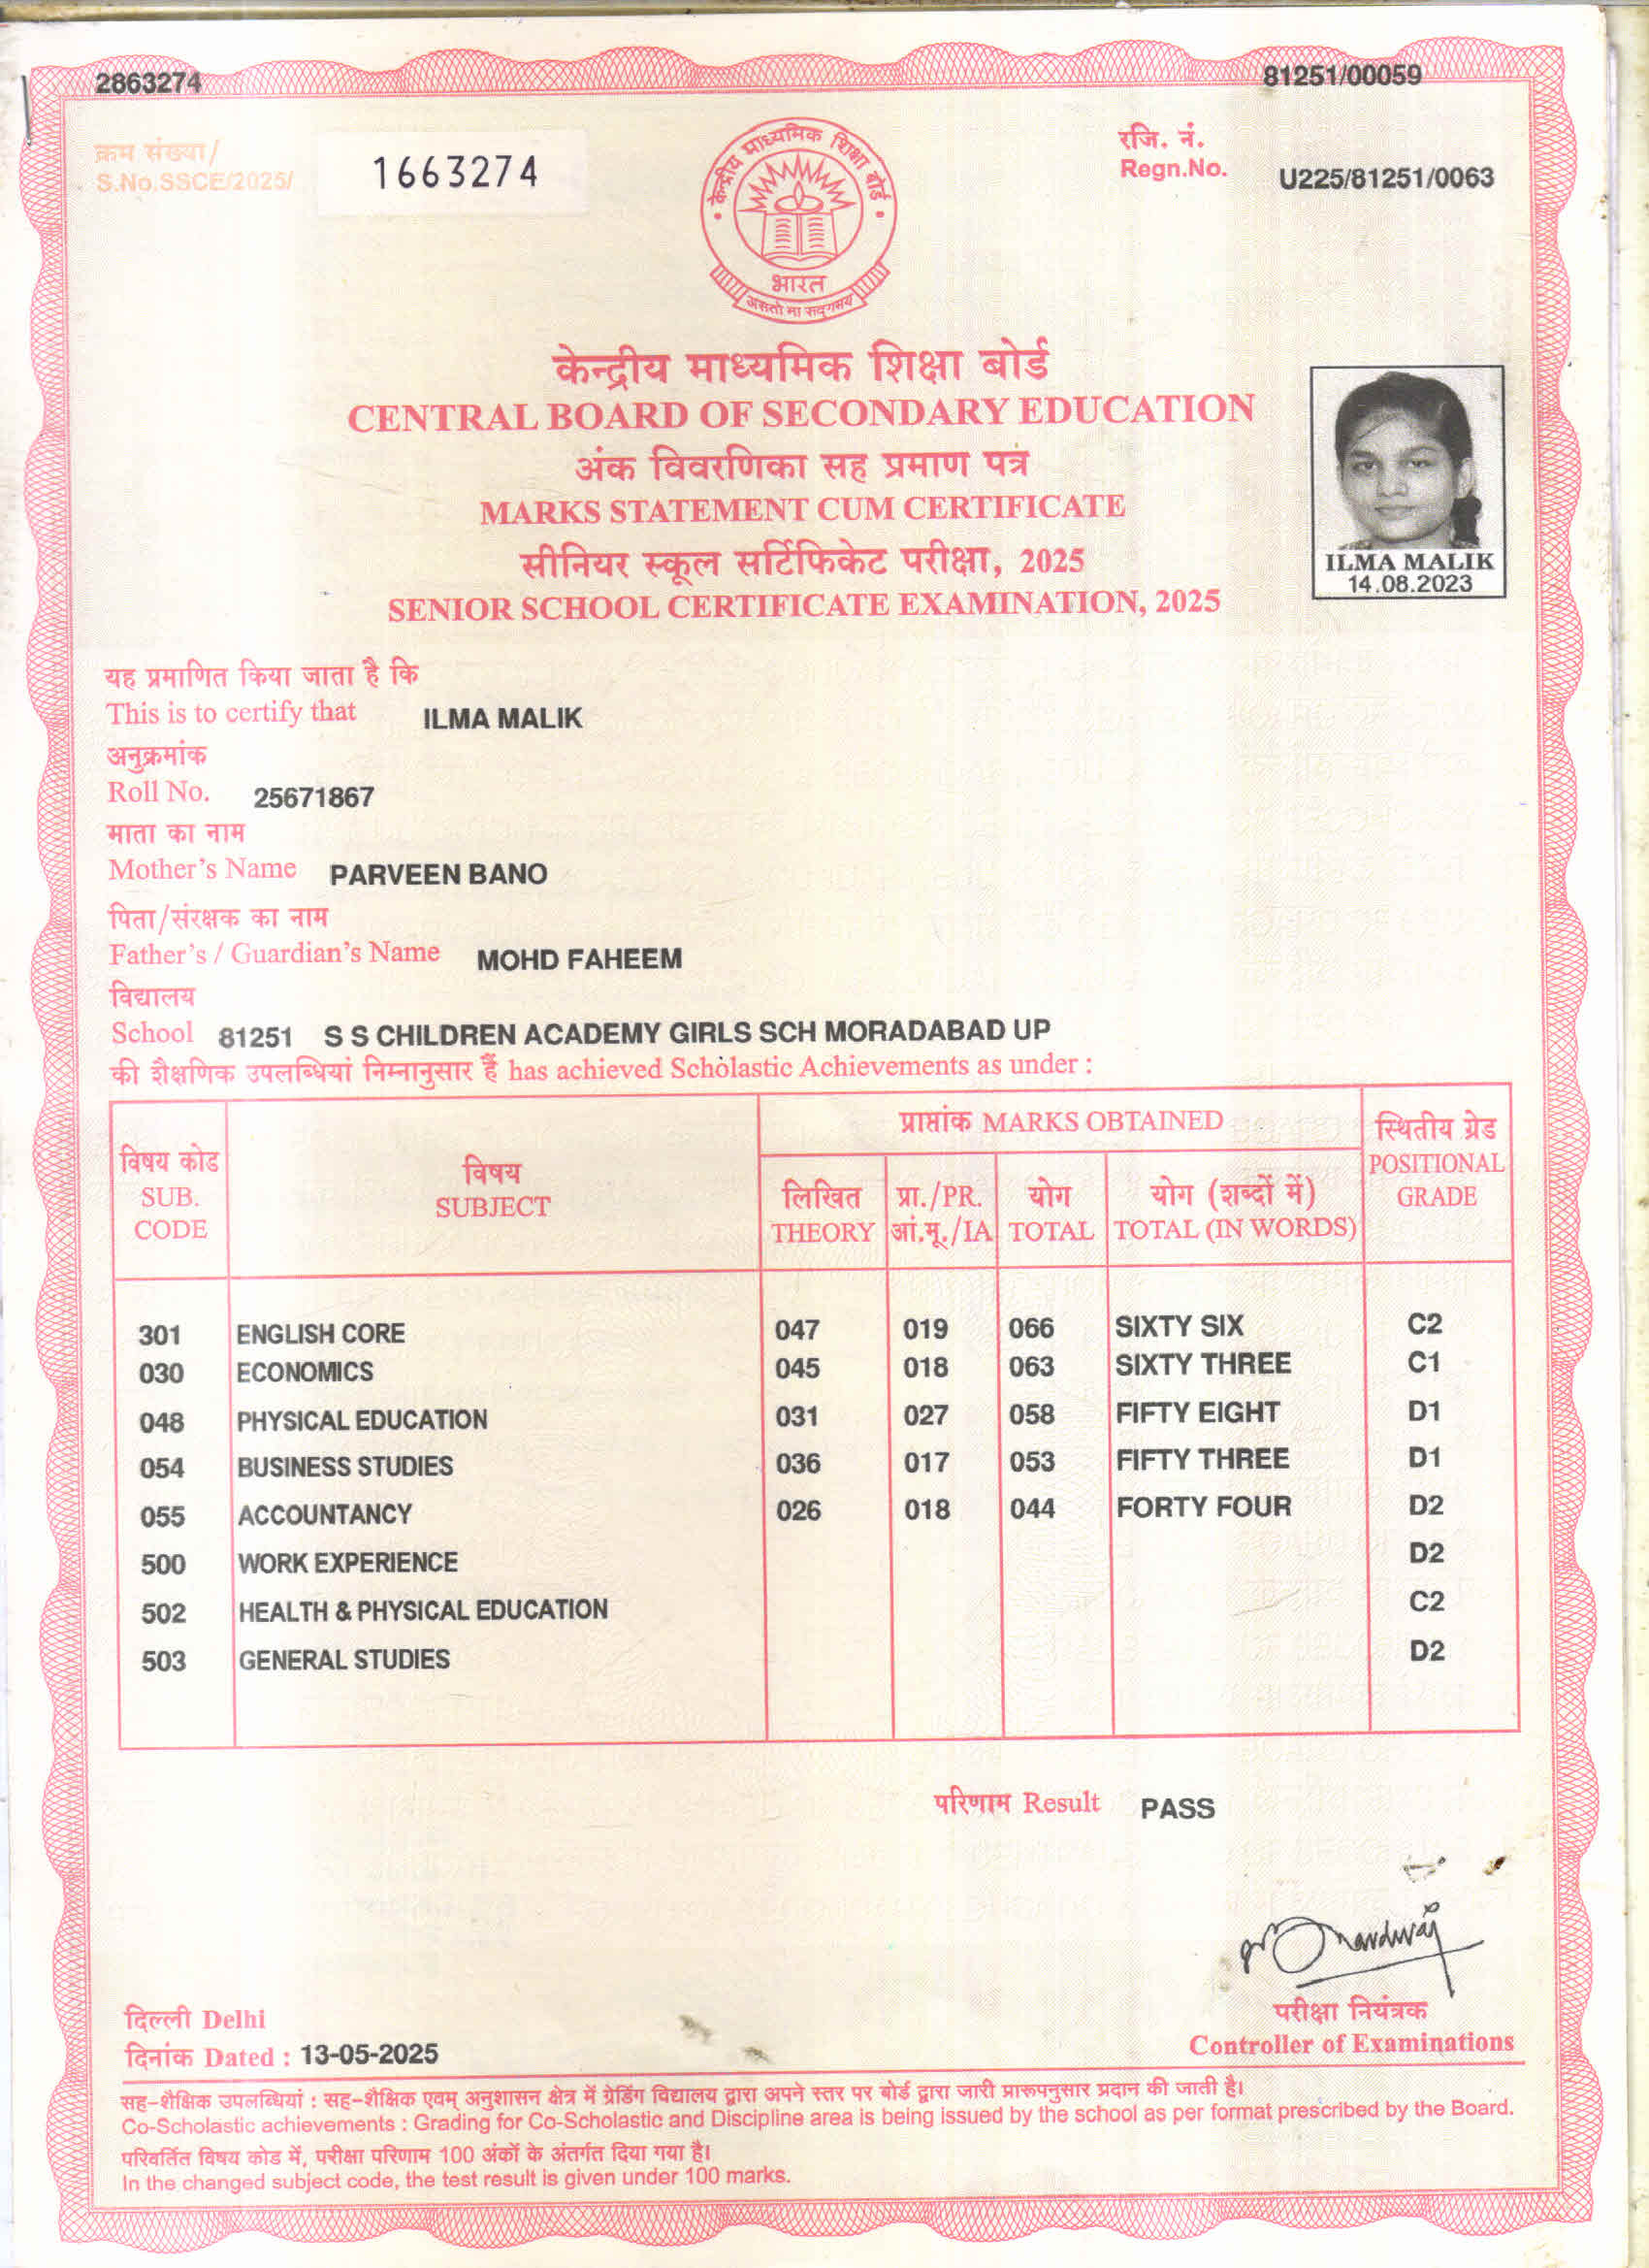 2863274
81251/00059
क्रम संख्या/
S.No.SSCE/2025/
1663274
रजि. नं.
Regn.No.
U225/81251/0063
केन्द्रीय माध्यमिक शिक्षा बोर्ड
भारत
असतो मा सद्गमय
केन्द्रीय माध्यमिक शिक्षा बोर्ड
CENTRAL BOARD OF SECONDARY EDUCATION
अंक विवरणिका सह प्रमाण पत्र
MARKS STATEMENT CUM CERTIFICATE
सीनियर स्कूल सर्टिफिकेट परीक्षा, 2025
SENIOR SCHOOL CERTIFICATE EXAMINATION, 2025
ILMA MALIK
14.08.2023
यह प्रमाणित किया जाता है कि
This is to certify that ILMA MALIK
अनुक्रमांक
Roll No. 25671867
माता का नाम
Mother's Name PARVEEN BANO
पिता/संरक्षक का नाम
Father's / Guardian's Name MOHD FAHEEM
विद्यालय
School 81251 S S CHILDREN ACADEMY GIRLS SCH MORADABAD UP
की शैक्षणिक उपलब्धियां निम्नानुसार हैं has achieved Scholastic Achievements as under :
विषय कोड
SUB.
CODE
विषय
SUBJECT
प्राप्तांक MARKS OBTAINED
लिखित
THEORY
प्रा./PR.
आं.मू./IA
योग
TOTAL
योग (शब्दों में)
TOTAL (IN WORDS)
स्थितीय ग्रेड
POSITIONAL
GRADE
301 ENGLISH CORE 047 019 066 SIXTY SIX C2
030 ECONOMICS 045 018 063 SIXTY THREE C1
048 PHYSICAL EDUCATION 031 027 058 FIFTY EIGHT D1
054 BUSINESS STUDIES 036 017 053 FIFTY THREE D1
055 ACCOUNTANCY 026 018 044 FORTY FOUR D2
500 WORK EXPERIENCE D2
502 HEALTH & PHYSICAL EDUCATION C2
503 GENERAL STUDIES D2
परिणाम Result PASS
दिल्ली Delhi
दिनांक Dated : 13-05-2025
परीक्षा नियंत्रक
Controller of Examinations
सह-शैक्षिक उपलब्धियां : सह-शैक्षिक एवम् अनुशासन क्षेत्र में ग्रेडिंग विद्यालय द्वारा अपने स्तर पर बोर्ड द्वारा जारी प्रारूपनुसार प्रदान की जाती है।
Co-Scholastic achievements : Grading for Co-Scholastic and Discipline area is being issued by the school as per format prescribed by the Board.
परिवर्तित विषय कोड में, परीक्षा परिणाम 100 अंकों के अंतर्गत दिया गया है।
In the changed subject code, the test result is given under 100 marks.